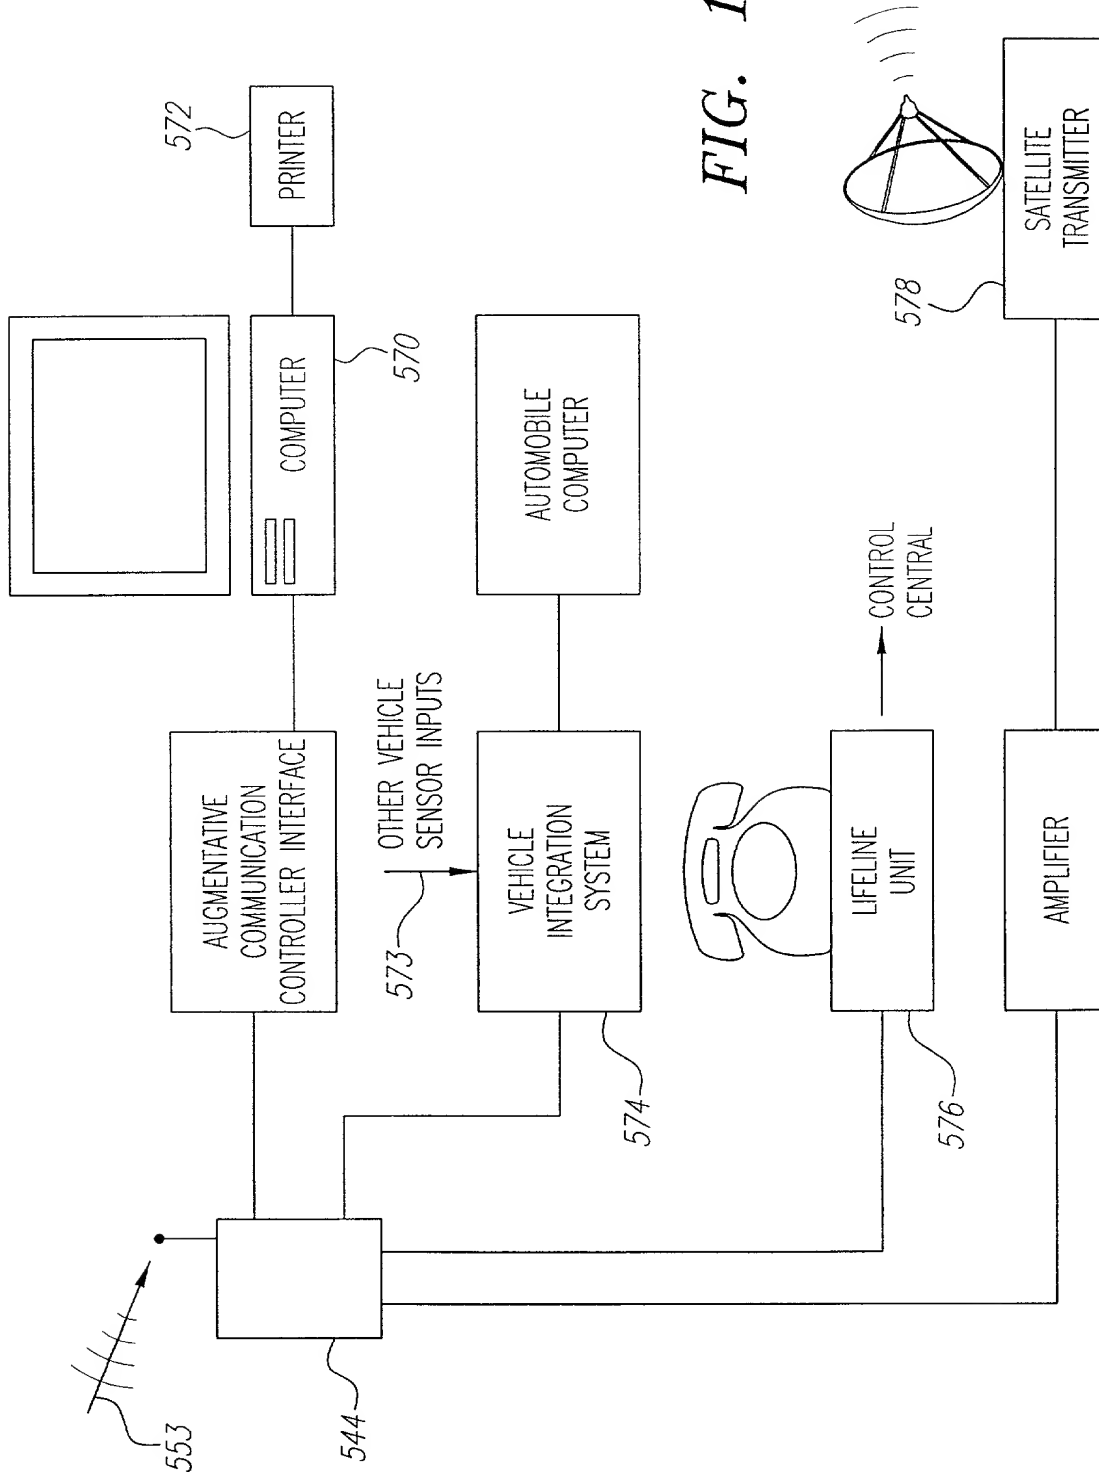 572
PRINTER
COMPUTER
570
AUGMENTATIVE
COMMUNICATION
CONTROLLER INTERFACE
553
544
OTHER VEHICLE
SENSOR INPUTS
573
AUTOMOBILE
COMPUTER
VEHICLE
INTEGRATION
SYSTEM
574
FIG. 1
CONTROL
CENTRAL
LIFELINE
UNIT
576
578
SATELLITE
TRANSMITTER
AMPLIFIER